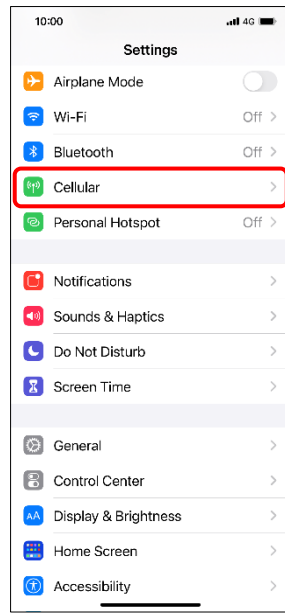 10:00 4G
Settings
Airplane Mode
Wi-Fi Off
Bluetooth Off
Cellular
Personal Hotspot Off
Notifications
Sounds & Haptics
Do Not Disturb
Screen Time
General
Control Center
AA Display & Brightness
Home Screen
Accessibility